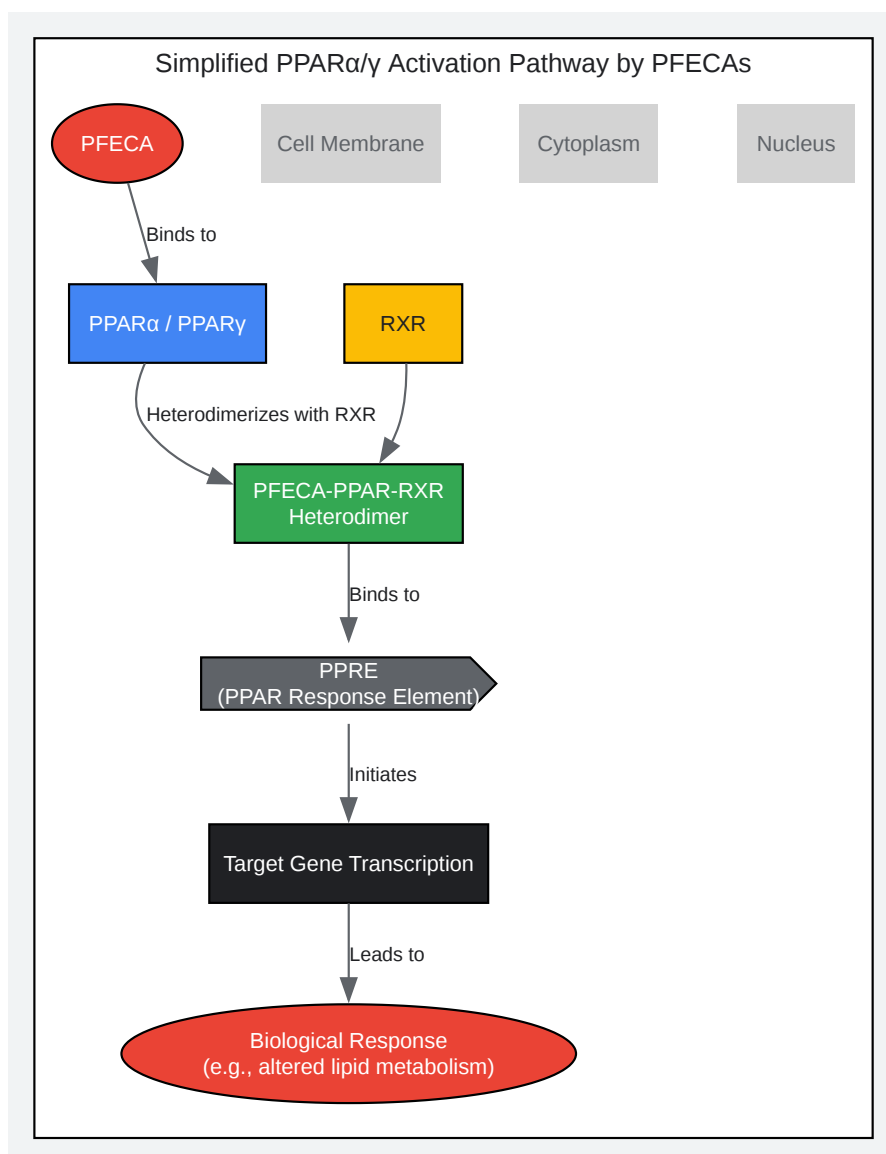 Simplified PPARα/γ Activation Pathway by PFECAs
PFECA
Cell Membrane
Cytoplasm
Nucleus
Binds to
PPARα / PPARγ
RXR
Heterodimerizes with RXR
PFECA-PPAR-RXR
Heterodimer
Binds to
PPRE
(PPAR Response Element)
Initiates
Target Gene Transcription
Leads to
Biological Response
(e.g., altered lipid metabolism)